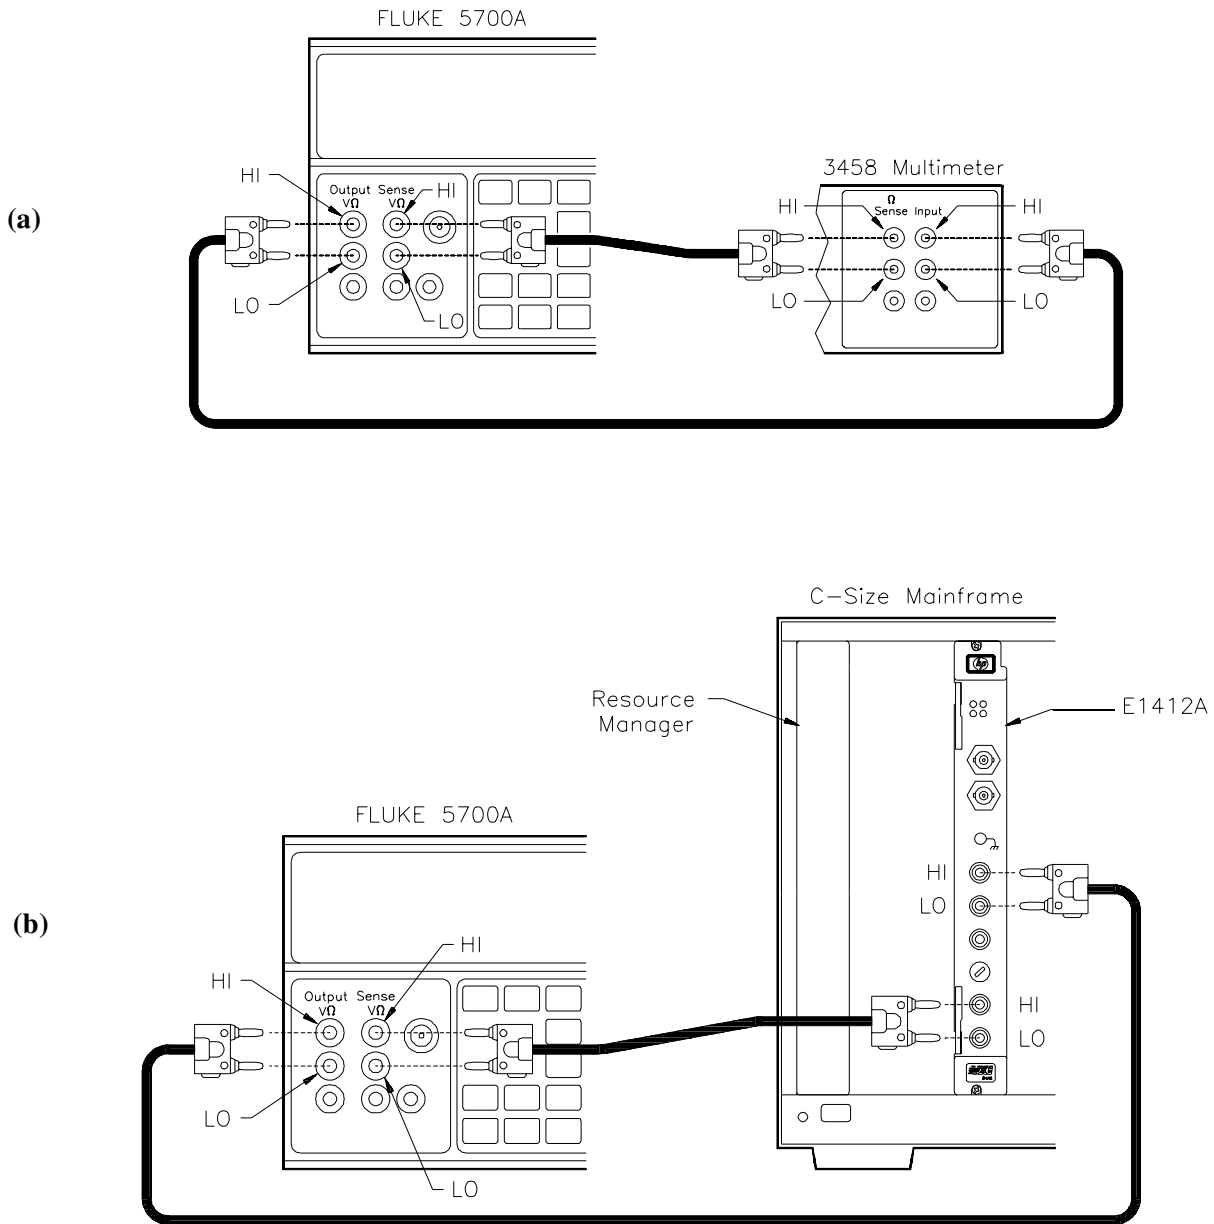 FLUKE 5700A
3458 Multimeter
(a)
HI
Output Sense
VΩ VΩ
HI
LO
LO
HI
Ω
Sense Input
HI
LO
LO
C-Size Mainframe
Resource
Manager
hp
E1412A
FLUKE 5700A
(b)
HI
LO
HI
HI
Output Sense
VΩ VΩ
HI
LO
LO
LO